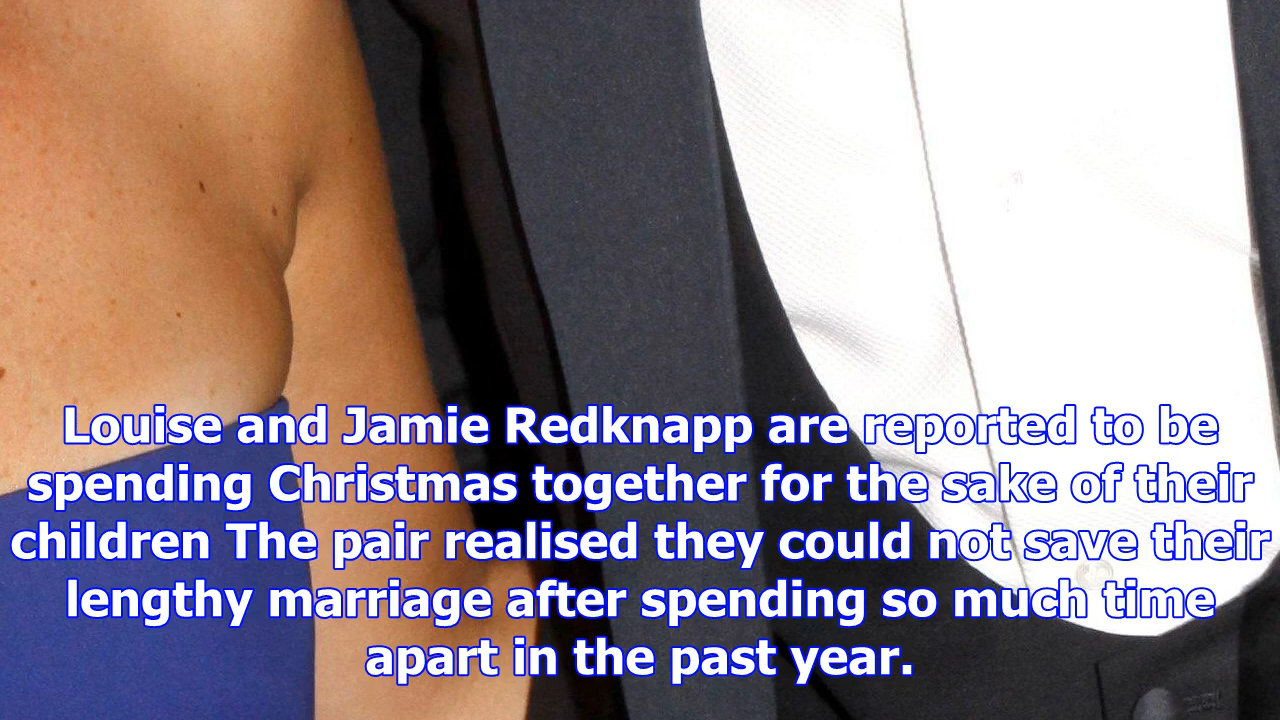 Louise and Jamie Redknapp are reported to be
spending Christmas together for the sake of their
children The pair realised they could not save their
lengthy marriage after spending so much time
apart in the past year.